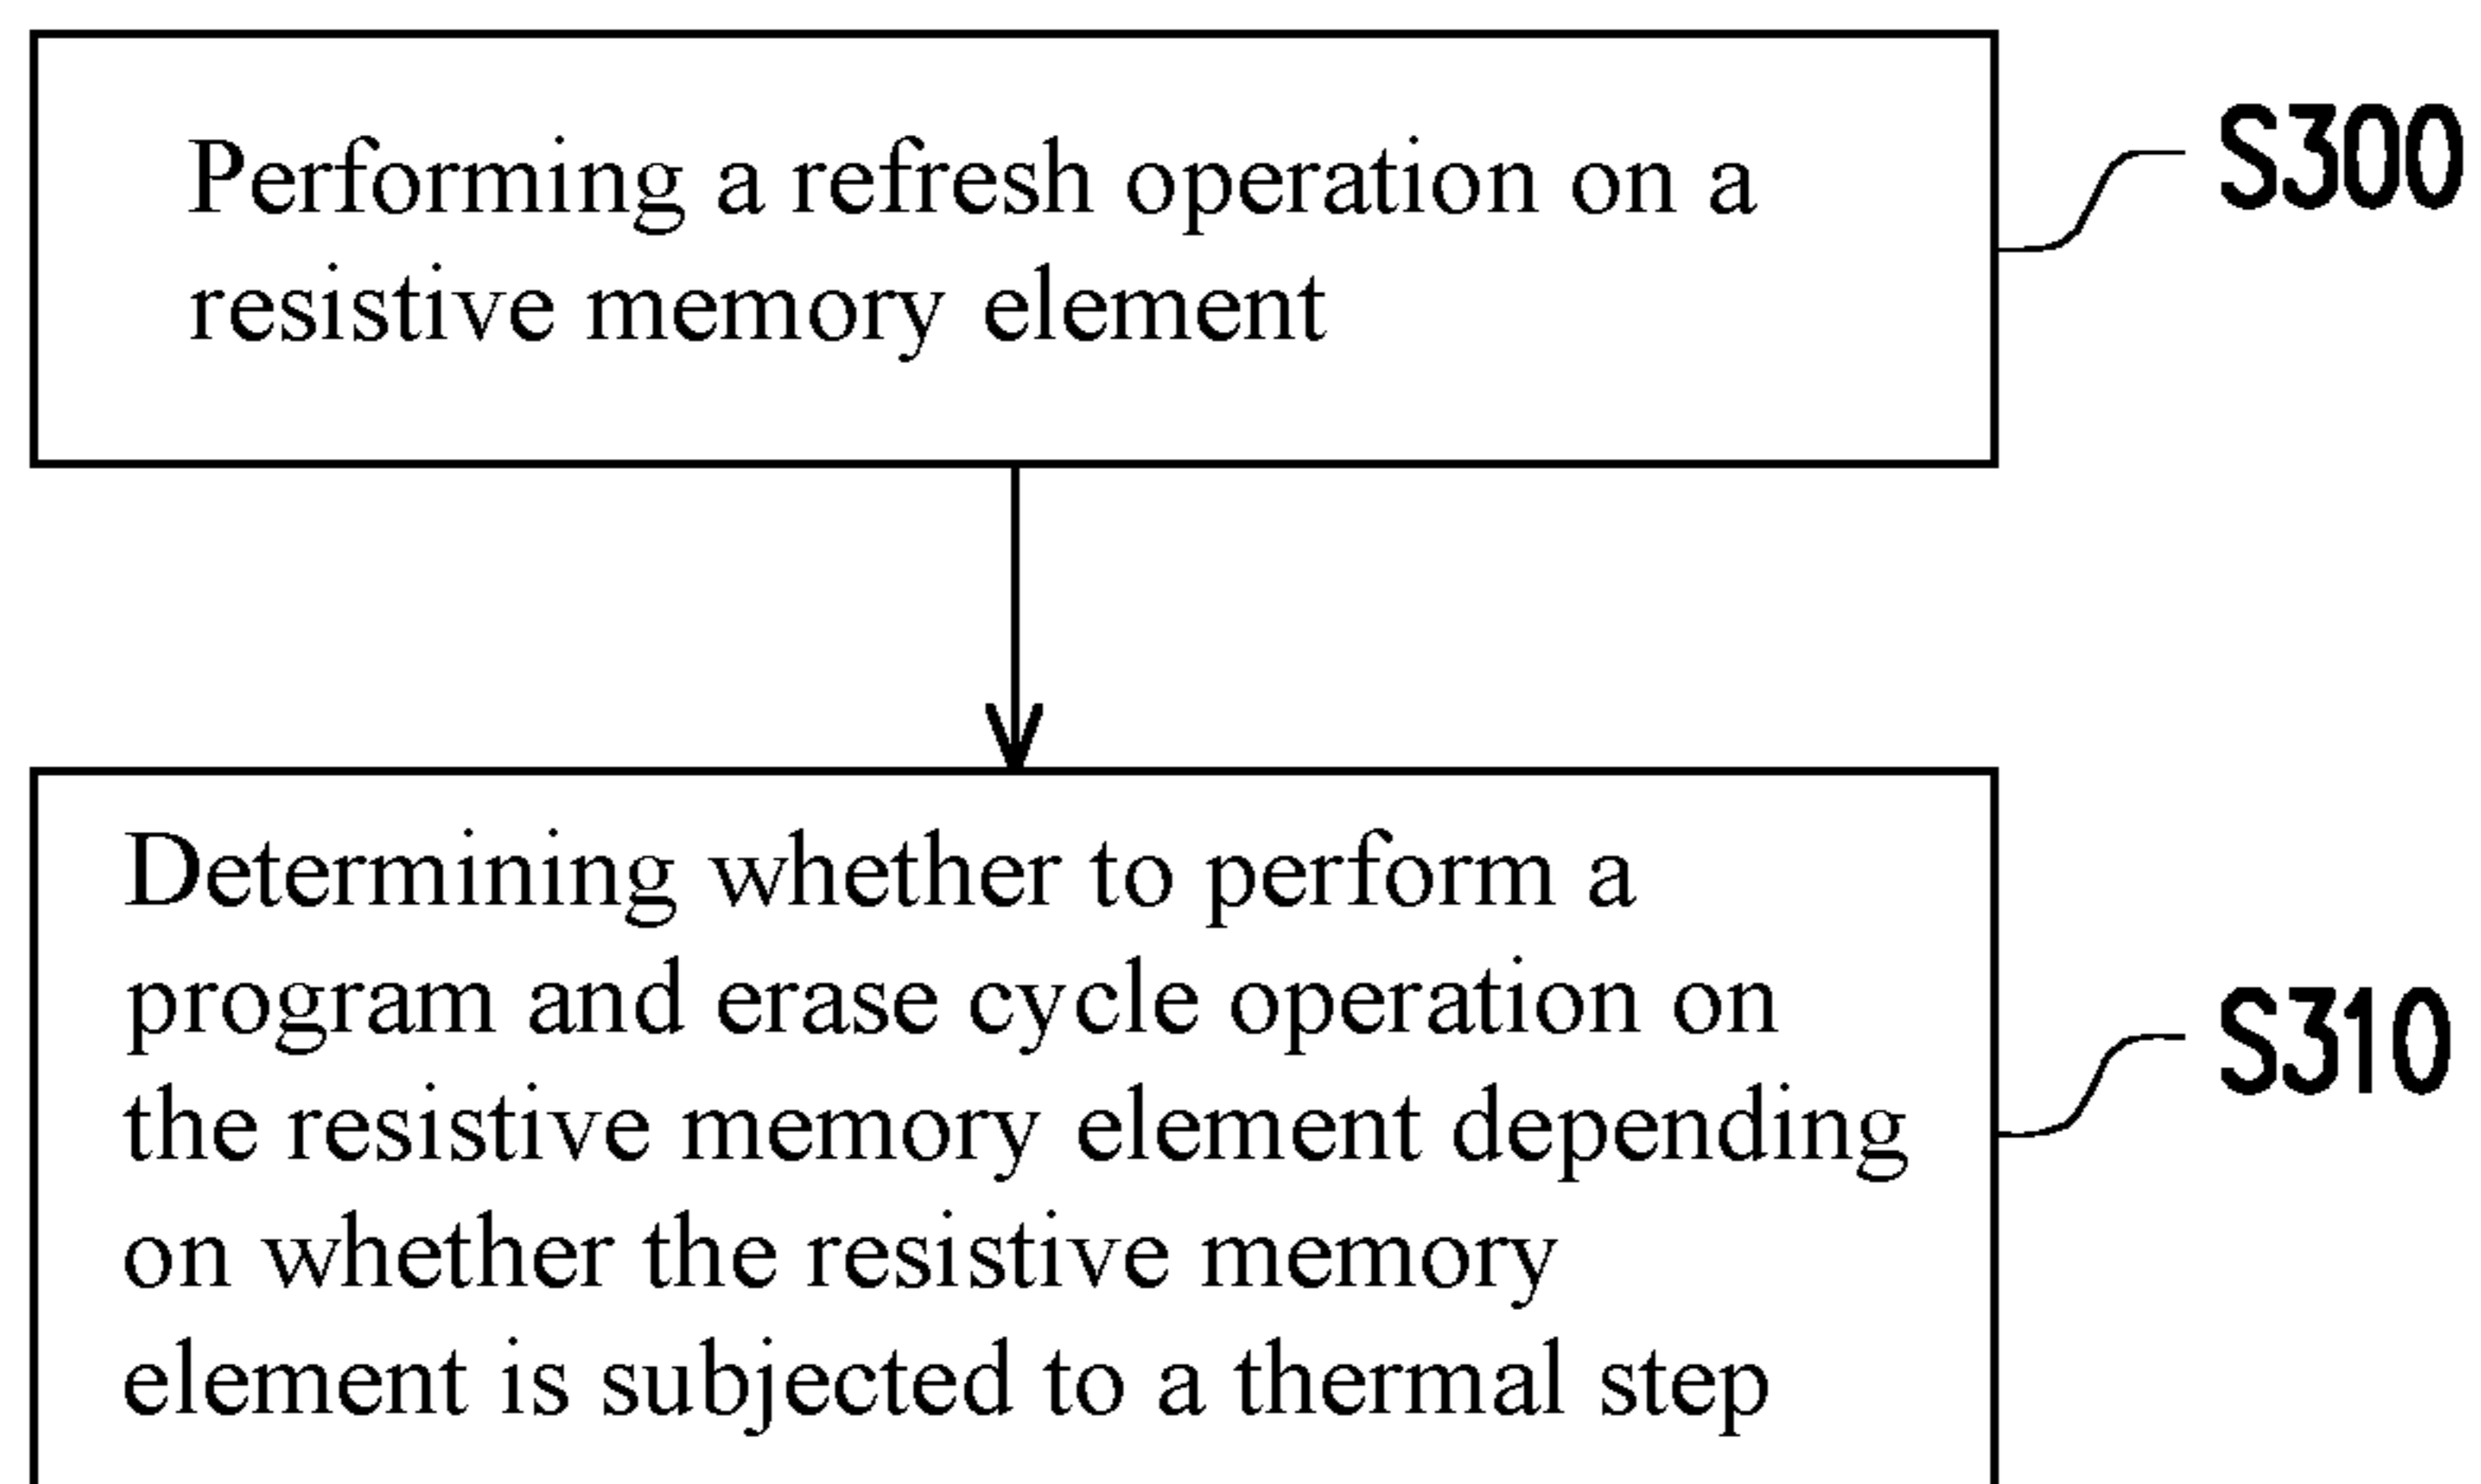 Performing a refresh operation on a
resistive memory element
S300
Determining whether to perform a
program and erase cycle operation on
the resistive memory element depending
on whether the resistive memory
element is subjected to a thermal step
S310